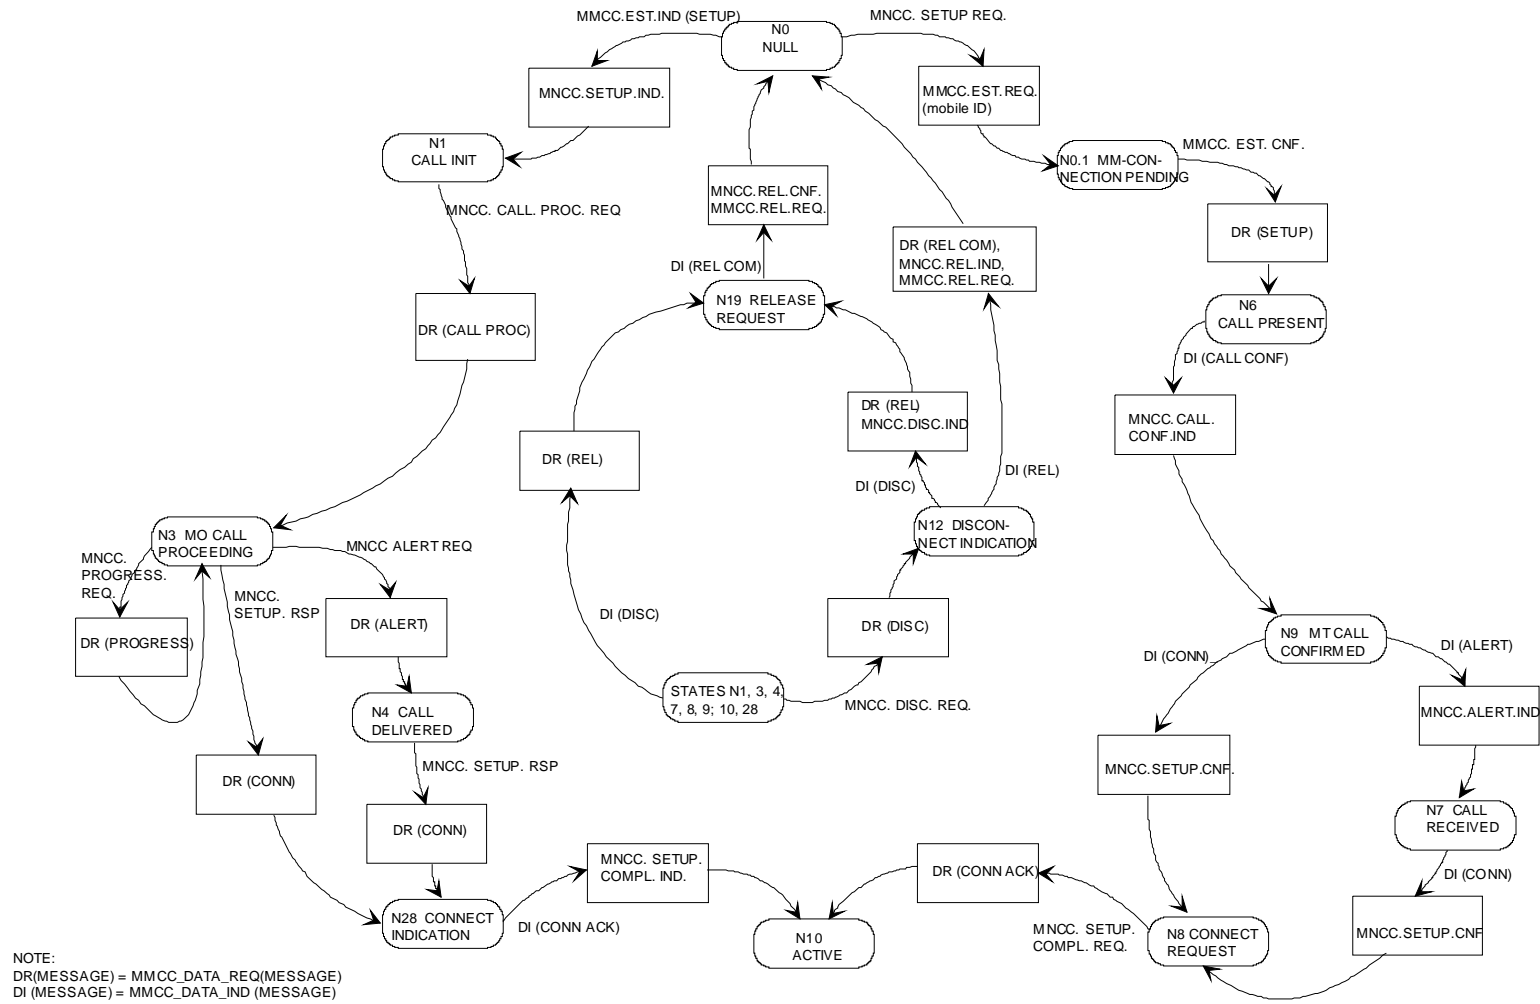 MMCC.EST.IND (SETUP)
N0
NULL
MNCC. SETUP REQ.
MNCC.SETUP.IND.
MMCC.EST.REQ.
(mobile ID)
N1
CALL INIT
MMCC. EST. CNF.
N0.1 MM-CON-
NECTION PENDING
MNCC.REL.CNF.
MMCC.REL.REQ.
MNCC. CALL. PROC. REQ
DR (SETUP)
DR (REL COM),
MNCC.REL.IND,
MMCC.REL.REQ.
DI (REL COM)
N19 RELEASE
REQUEST
N6
CALL PRESENT
DR (CALL PROC)
DI (CALL CONF)
DR (REL)
MNCC.DISC.IND
MNCC.CALL.
CONF.IND
DR (REL)
DI (DISC)
DI (REL)
N3 MO CALL
PROCEEDING
N12 DISCON-
NECT INDICATION
MNCC ALERT REQ
MNCC.
PROGRESS.
REQ.
MNCC.
SETUP. RSP
DI (DISC)
DR (DISC)
DR (PROGRESS)
DR (ALERT)
N9 MT CALL
CONFIRMED
DI (CONN)
DI (ALERT)
STATES N1, 3, 4,
7, 8, 9; 10, 28
MNCC. DISC. REQ.
N4 CALL
DELIVERED
MNCC.ALERT.IND
MNCC. SETUP. RSP
MNCC.SETUP.CNF.
DR (CONN)
DR (CONN)
N7 CALL
RECEIVED
MNCC. SETUP.
COMPL. IND.
DR (CONN ACK)
DI (CONN)
N28 CONNECT
INDICATION
DI (CONN ACK)
N10
ACTIVE
MNCC. SETUP.
COMPL. REQ.
N8 CONNECT
REQUEST
MNCC.SETUP.CNF
NOTE:
DR(MESSAGE) = MMCC_DATA_REQ(MESSAGE)
DI (MESSAGE) = MMCC_DATA_IND (MESSAGE)